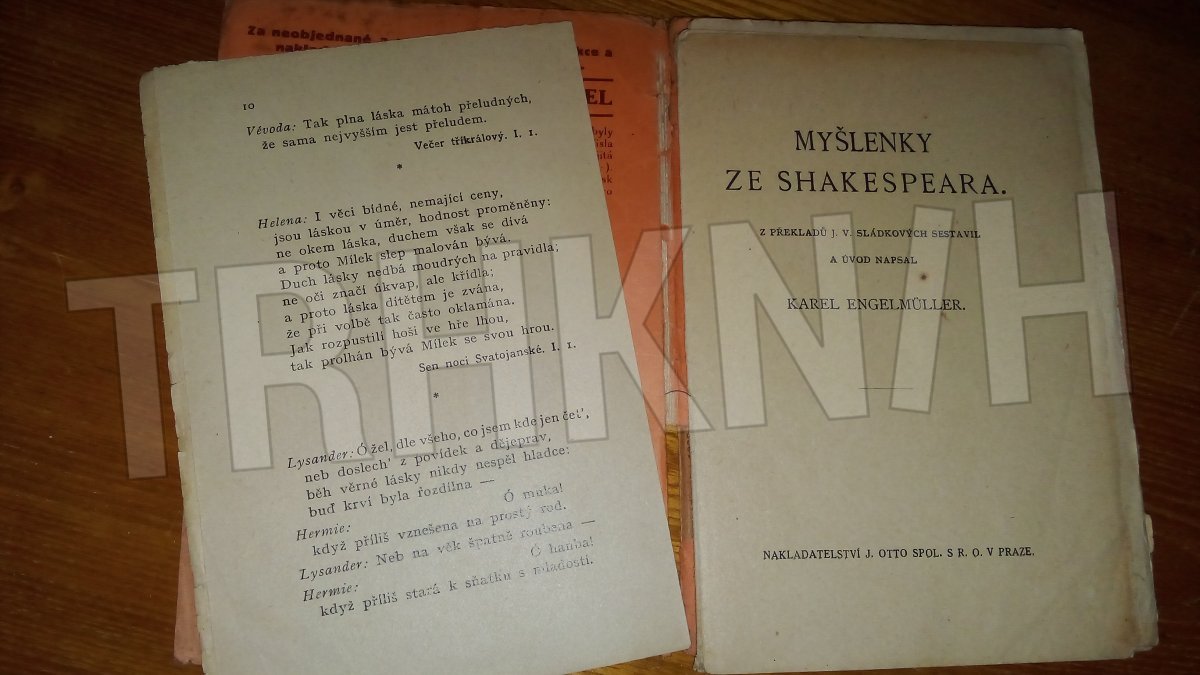 Za neobjednané
kce a
EL
byly
10
Vévoda: Tak plna láska mátoh přeludných,
že sama nejvyšším jest přeludem.
Večer tříkrálový. I. 1.
*
Helena: I věci bídné, nemající ceny,
jsou láskou v úměr, hodnost proměněny:
ne okem láska, duchem však se dívá
a proto Mílek slep malován bývá.
Duch lásky nedbá moudrých na pravidla;
ne oči značí úkvap, ale křídla;
a proto láska dítětem je zvána,
že při volbě tak často oklamána.
Jak rozpustilí hoši ve hře lhou,
tak prolhán bývá Mílek se svou hrou.
Sen noci Svatojanské. I. 1.
*
Lysander: Ó žel, dle všeho, co jsem kde jen čet',
neb doslech' z povídek a dějeprav,
běh věrné lásky nikdy nespěl hladce:
buď krví byla rozdílna —
Hermie: Ó muka!
když příliš vznešena na prostý rod.
Lysander: Neb na věk špatně roubena —
Hermie: Ó hanba!
když příliš stará k sňatku s mladostí.
MYŠLENKY
ZE SHAKESPEARA.
Z PŘEKLADŮ J. V. SLÁDKOVÝCH SESTAVIL
A ÚVOD NAPSAL
KAREL ENGELMÜLLER.
NAKLADATELSTVÍ J. OTTO SPOL. S R. O. V PRAZE.
TRHKNIH